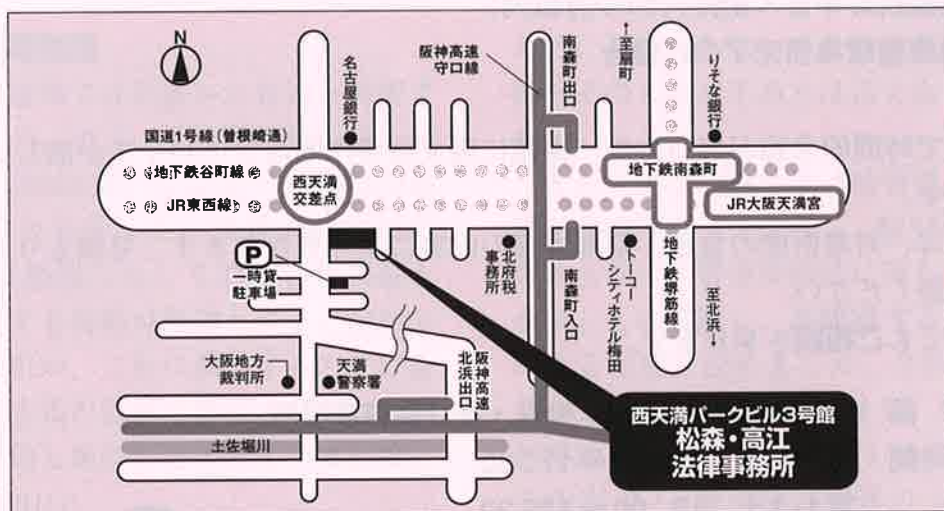 N
名古屋銀行
阪神高速
守口線
南森町出口
↑至扇町
りそな銀行
国道1号線(曽根崎通)
地下鉄谷町線
JR東西線
西天満
交差点
地下鉄南森町
JR大阪天満宮
P
一時貸
駐車場
北府税
事務所
南森町入口
トーコー
シティホテル梅田
地下鉄堺筋線
至北浜→
大阪地方
裁判所
天満
警察署
阪神高速
北浜出口
土佐堀川
西天満パークビル3号館
松森・高江
法律事務所